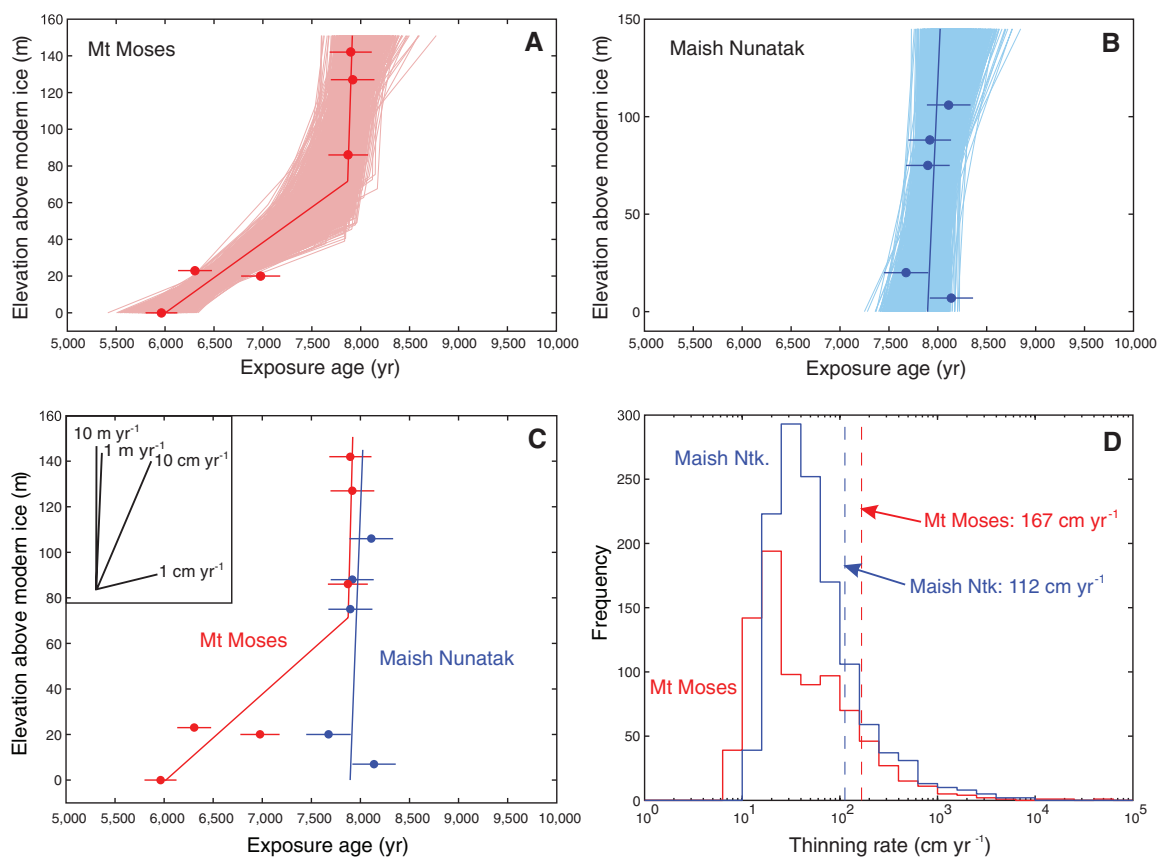 A
Mt Moses
Elevation above modern ice (m)
160
140
120
100
80
60
40
20
0
5,000 5,500 6,000 6,500 7,000 7,500 8,000 8,500 9,000 9,500 10,000
Exposure age (yr)
B
Maish Nunatak
Elevation above modern ice (m)
150
100
50
0
5,000 5,500 6,000 6,500 7,000 7,500 8,000 8,500 9,000 9,500 10,000
Exposure age (yr)
C
10 m yr-1
1 m yr-1
10 cm yr-1
1 cm yr-1
Mt Moses
Maish Nunatak
Elevation above modern ice (m)
160
140
120
100
80
60
40
20
0
5,000 5,500 6,000 6,500 7,000 7,500 8,000 8,500 9,000 9,500 10,000
Exposure age (yr)
D
Maish Ntk.
Mt Moses: 167 cm yr-1
Maish Ntk: 112 cm yr-1
Mt Moses
Frequency
300
250
200
150
100
50
0
10^0 10^1 10^2 10^3 10^4 10^5
Thinning rate (cm yr -1)